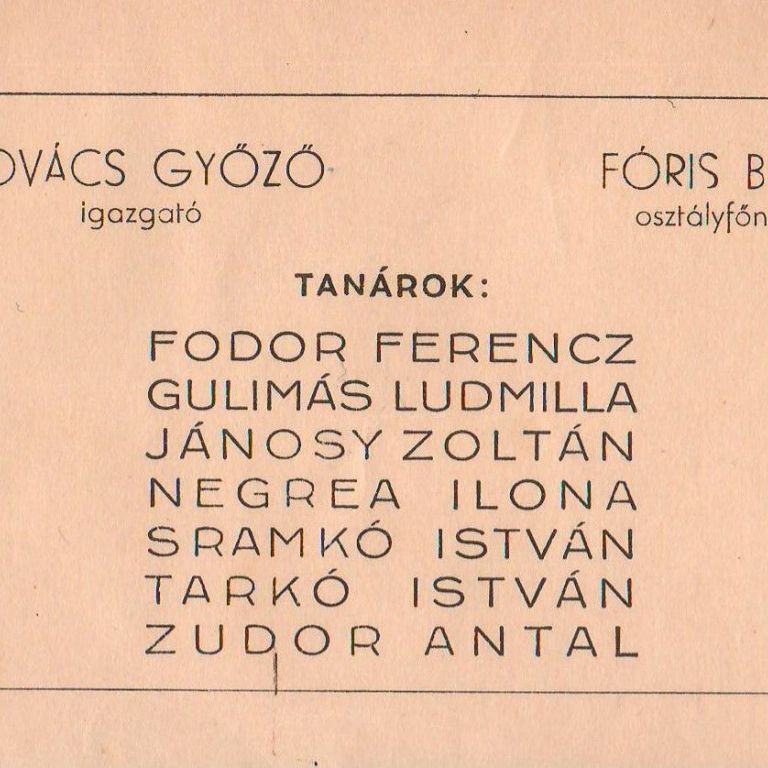 OVÁCS GYŐZŐ FÓRIS B
igazgató osztályfőn
TANÁROK:
FODOR FERENCZ
GULIMÁS LUDMILLA
JÁNOSY ZOLTÁN
NEGREA ILONA
SRAMKÓ ISTVÁN
TARKÓ ISTVÁN
ZUDOR ANTAL